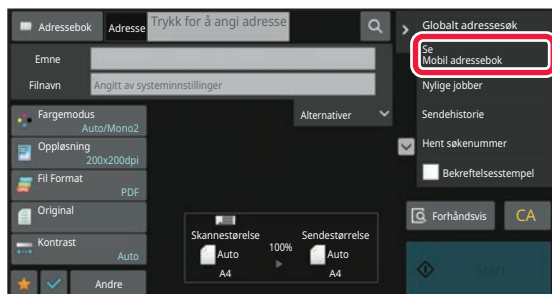 Adressebok
Adresse
Trykk for å angi adresse
Emne
Filnavn
Angitt av systeminnstillinger
Fargemodus
Auto/Mono2
Oppløsning
200x200dpi
Fil Format
PDF
Original
Kontrast
Auto
Andre
Alternativer
Skannestørelse
Auto
A4
100%
Sendestørrelse
Auto
A4
Globalt adressesøk
Se
Mobil adressebok
Nylige jobber
Sendehistorie
Hent søkenummer
Bekreftelsesstempel
Forhåndsvis
CA
Start